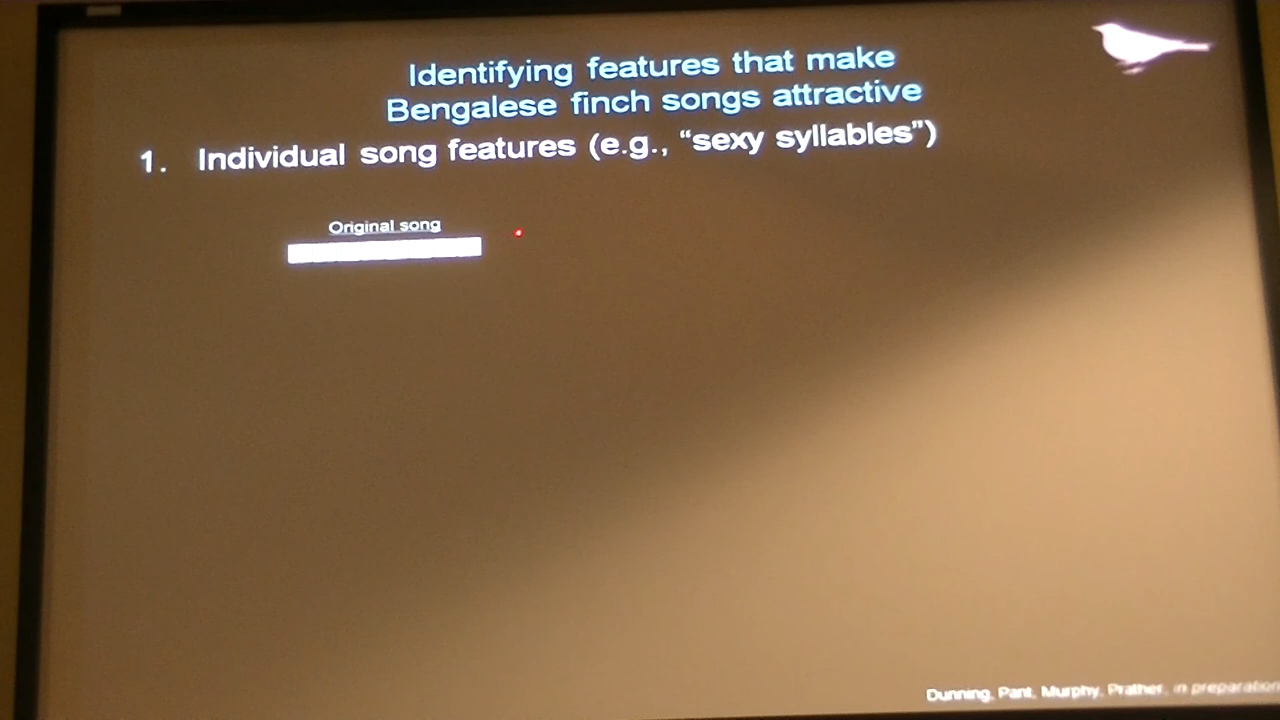 Identifying features that make
Bengalese finch songs attractive
1. Individual song features (e.g., “sexy syllables”)
Original song
Dunning, Pant, Murphy, Prather, in preparation